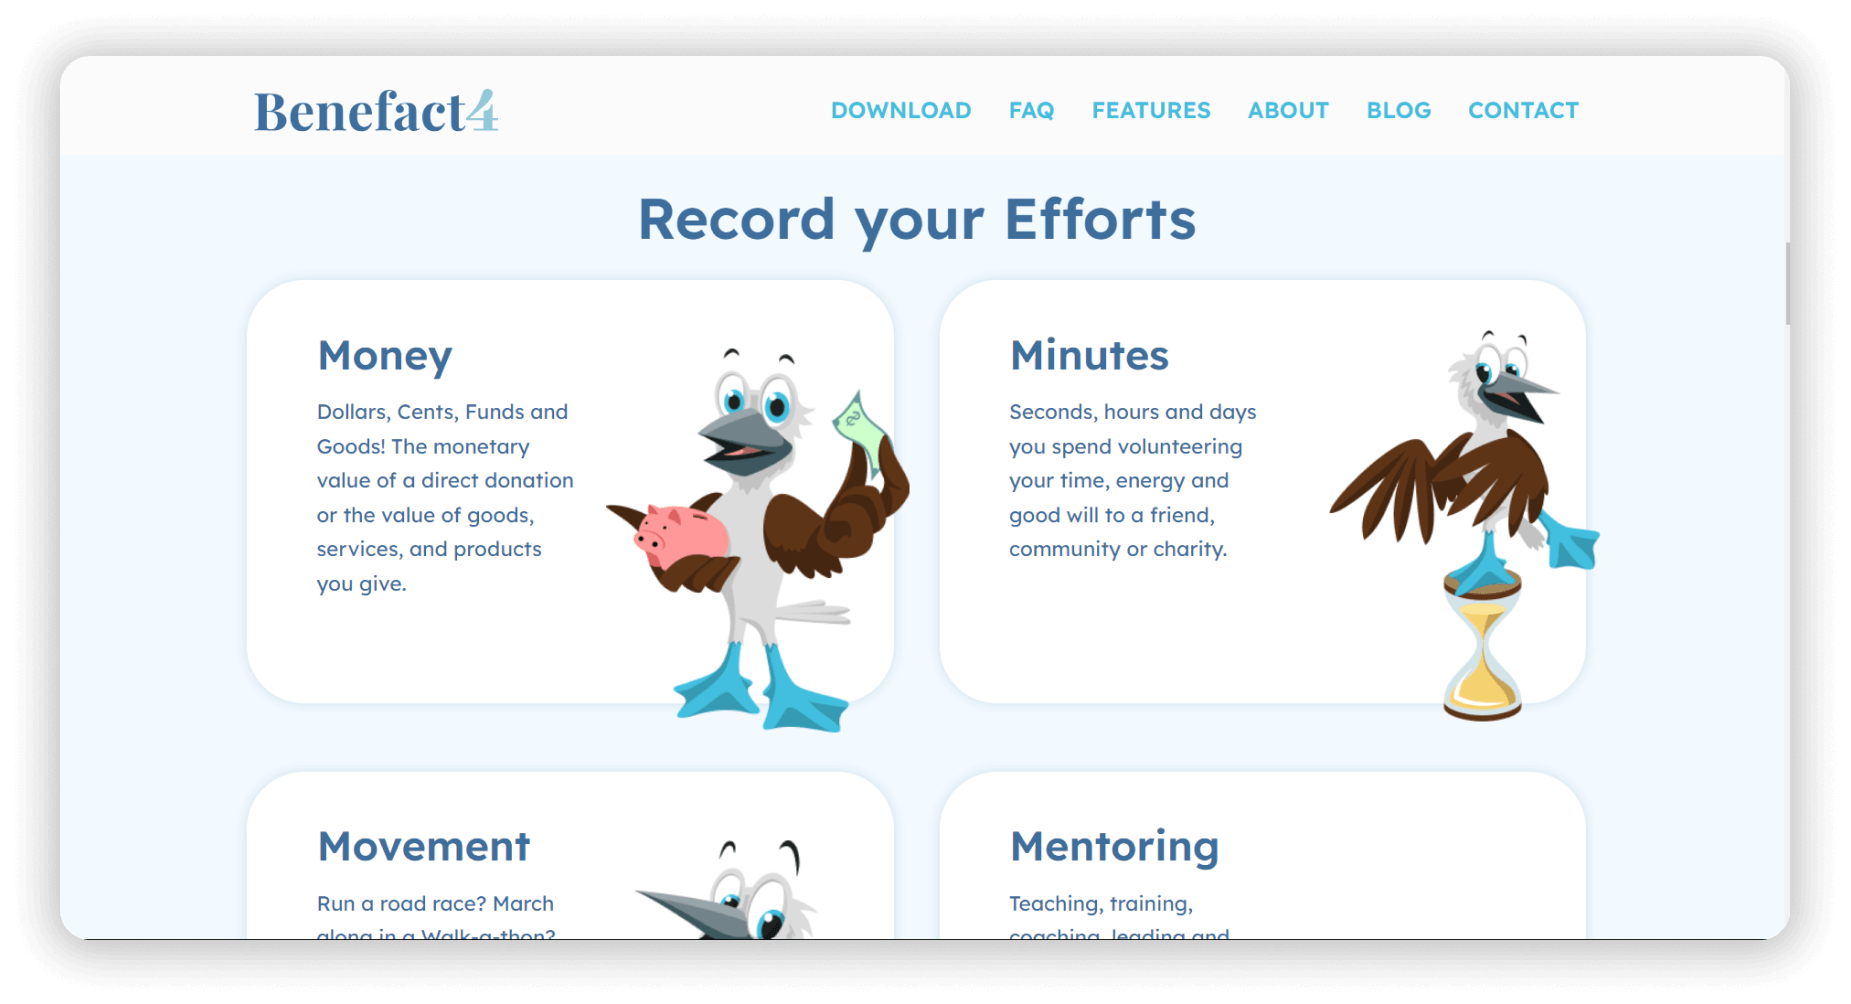 Benefact4
DOWNLOAD FAQ FEATURES ABOUT BLOG CONTACT
Record your Efforts
Money
Dollars, Cents, Funds and
Goods! The monetary
value of a direct donation
or the value of goods,
services, and products
you give.
Minutes
Seconds, hours and days
you spend volunteering
your time, energy and
good will to a friend,
community or charity.
Movement
Run a road race? March
along in a Walk-a-thon?
Mentoring
Teaching, training,
coaching, leading and